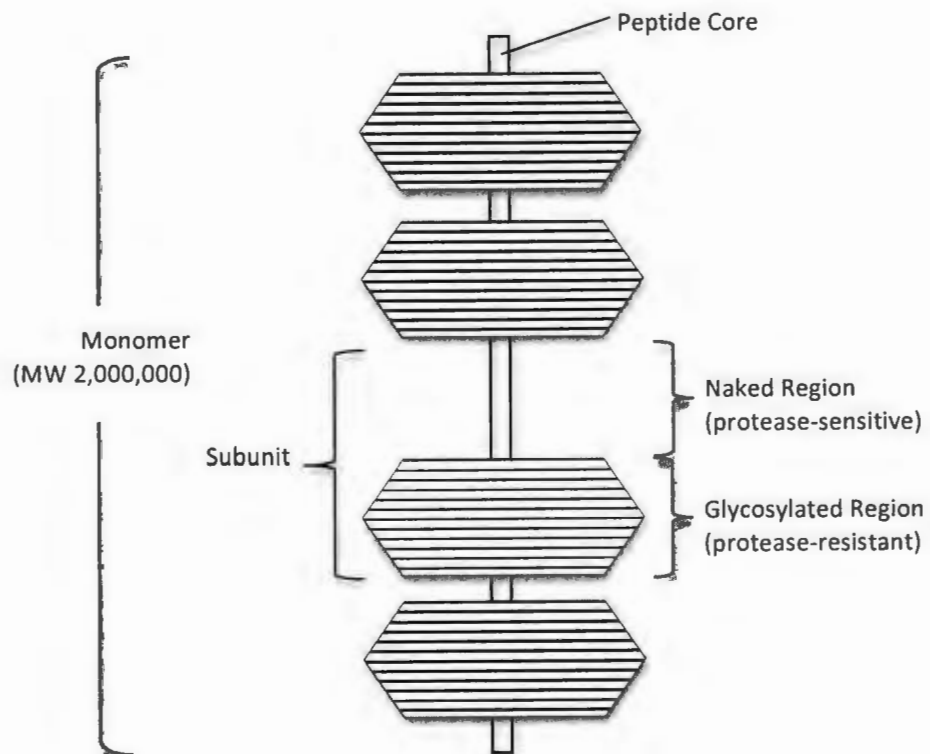 Peptide Core
Monomer
(MW 2,000,000)
Subunit
Naked Region
(protease-sensitive)
Glycosylated Region
(protease-resistant)